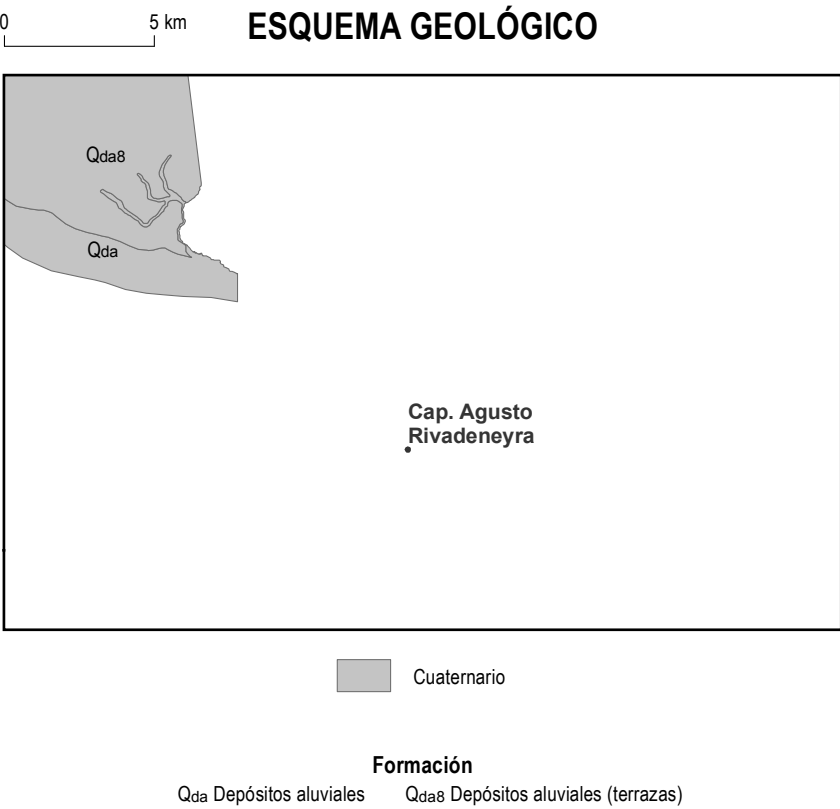 0 5 km ESQUEMA GEOLÓGICO
Qda8
Qda
Cap. Agusto
Rivadeneyra
Cuaternario
Formación
Qda Depósitos aluviales Qda8 Depósitos aluviales (terrazas)